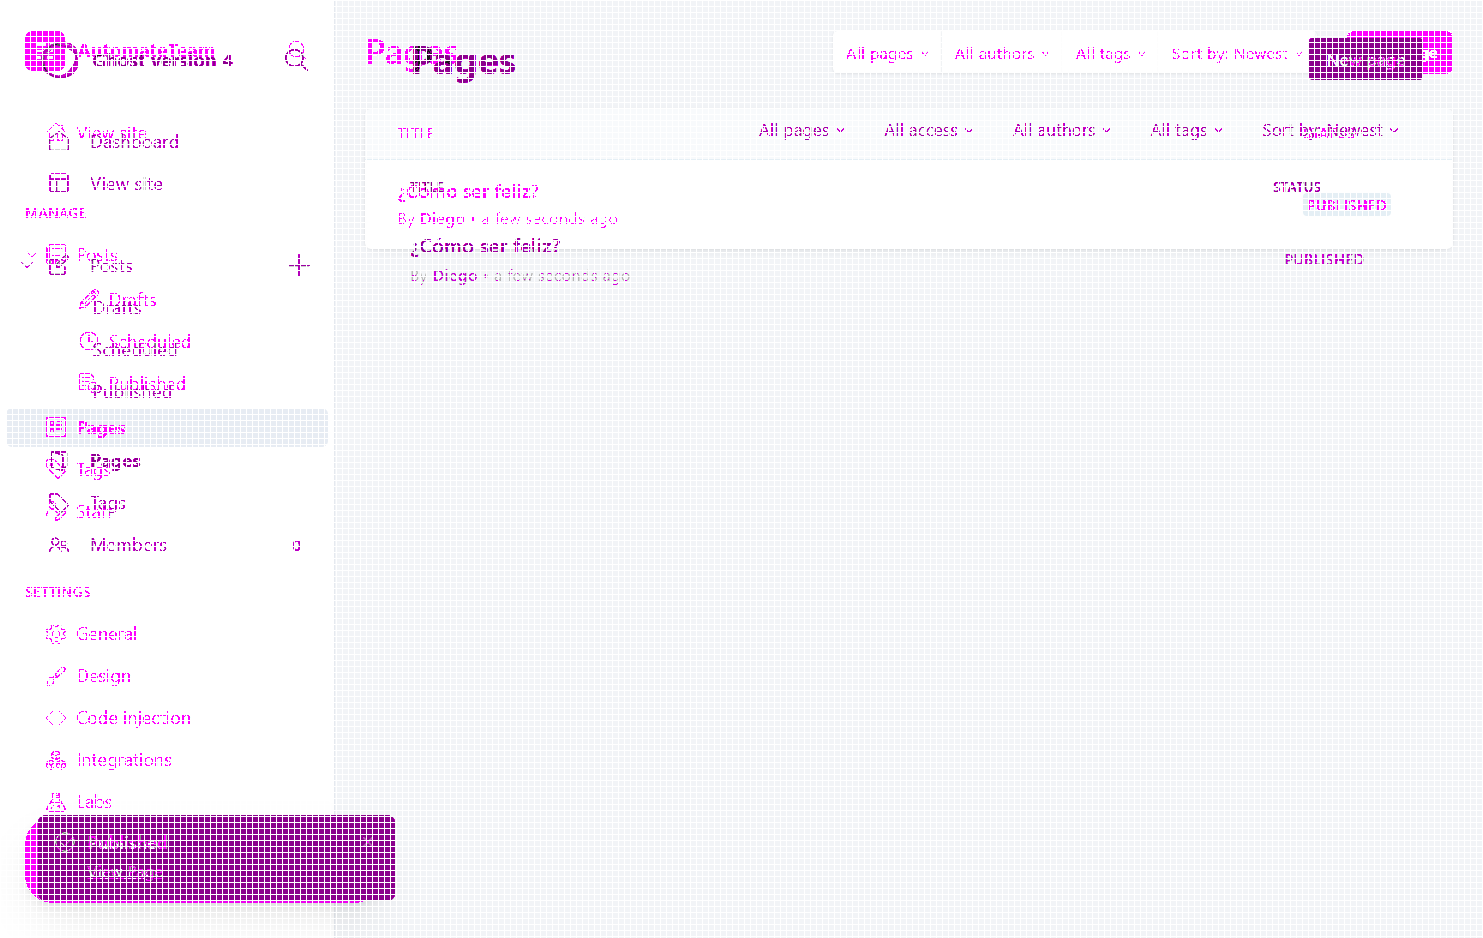 AutomateTeam
Ghost version 4
View site
Dashboard
View site
MANAGE
Posts
Posts
Drafts
Drafts
Scheduled
Scheduled
Published
Published
Pages
Pages
Tags
Tags
Staff
Members 0
SETTINGS
General
Design
Code injection
Integrations
Labs
Published
View Page
Pages
Pages
All pages All authors All tags Sort by: Newest
New page
TITLE
All pages All access All authors All tags Sort by: Newest
TITLE
STATUS
¿Cómo ser feliz?
PUBLISHED
By Diego • a few seconds ago
¿Cómo ser feliz?
PUBLISHED
By Diego • a few seconds ago